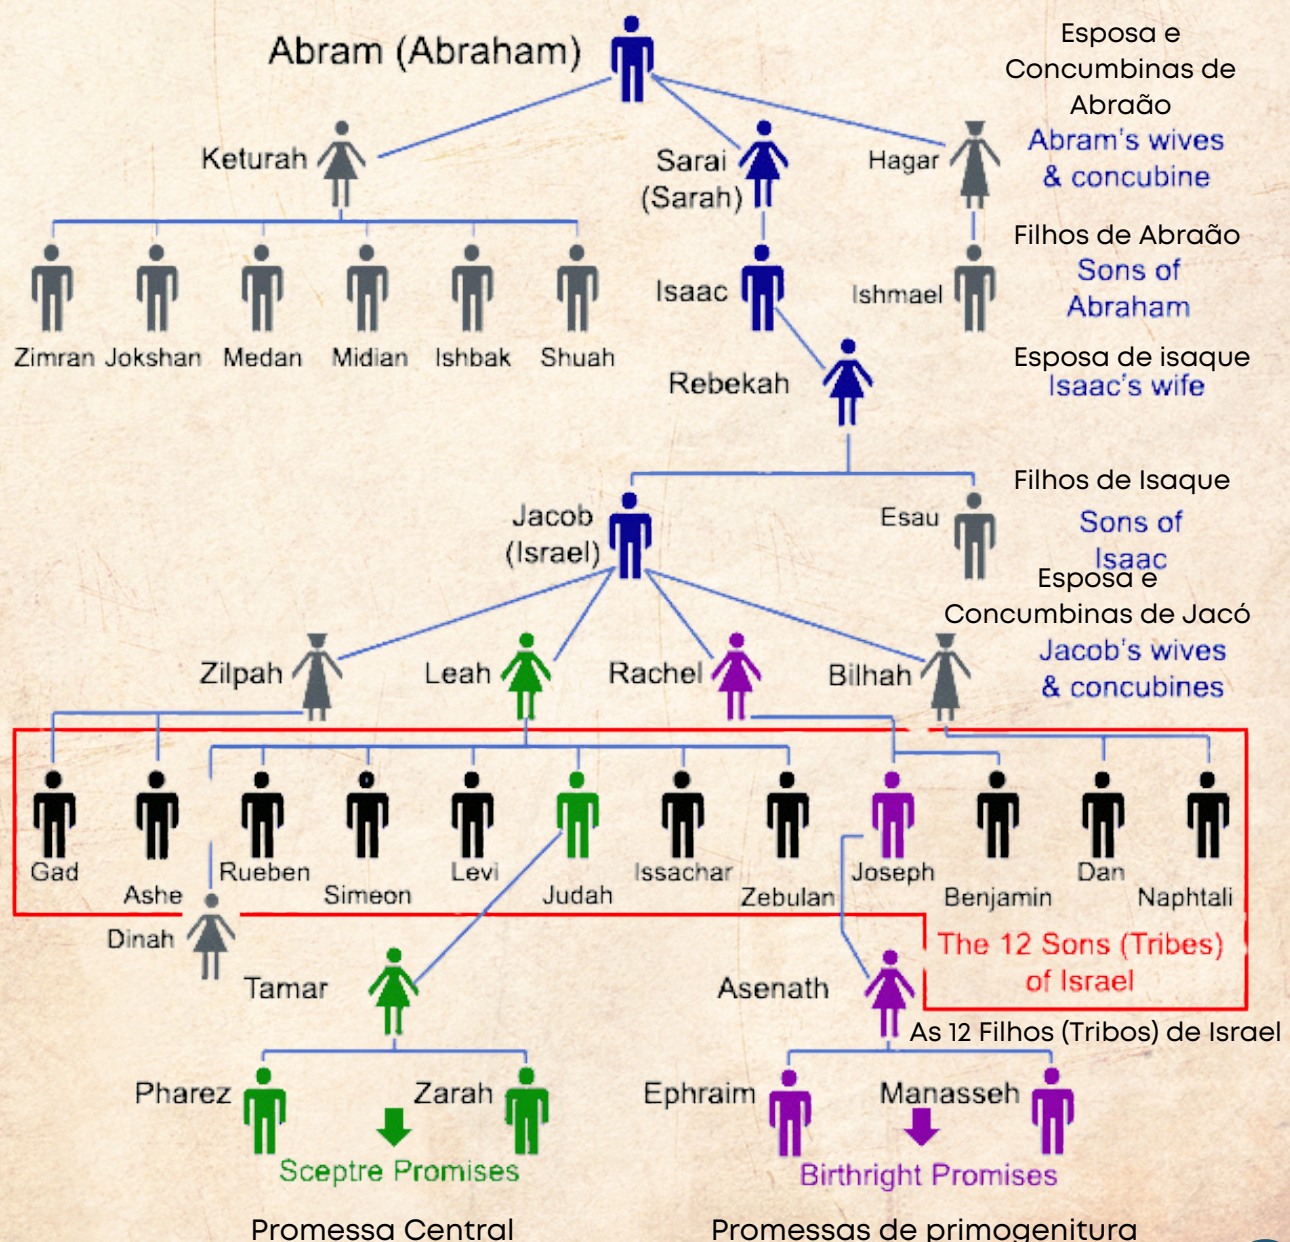 Abram (Abraham)
Esposa e
Concumbinas de
Abraão
Abram's wives
& concubine
Keturah
Sarai
(Sarah)
Hagar
Filhos de Abraão
Sons of
Abraham
Isaac
Ishmael
Zimran
Jokshan
Medan
Midian
Ishbak
Shuah
Esposa de isaque
Isaac's wife
Rebekah
Filhos de Isaque
Sons of
Isaac
Jacob
(Israel)
Esau
Esposa e
Concumbinas de Jacó
Jacob's wives
& concubines
Zilpah
Leah
Rachel
Bilhah
Gad
Ashe
Rueben
Simeon
Levi
Judah
Issachar
Zebulan
Joseph
Benjamin
Dan
Naphtali
Dinah
The 12 Sons (Tribes)
of Israel
Tamar
Asenath
As 12 Filhos (Tribos) de Israel
Pharez
Zarah
Ephraim
Manasseh
Sceptre Promises
Birthright Promises
Promessa Central
Promessas de primogenitura